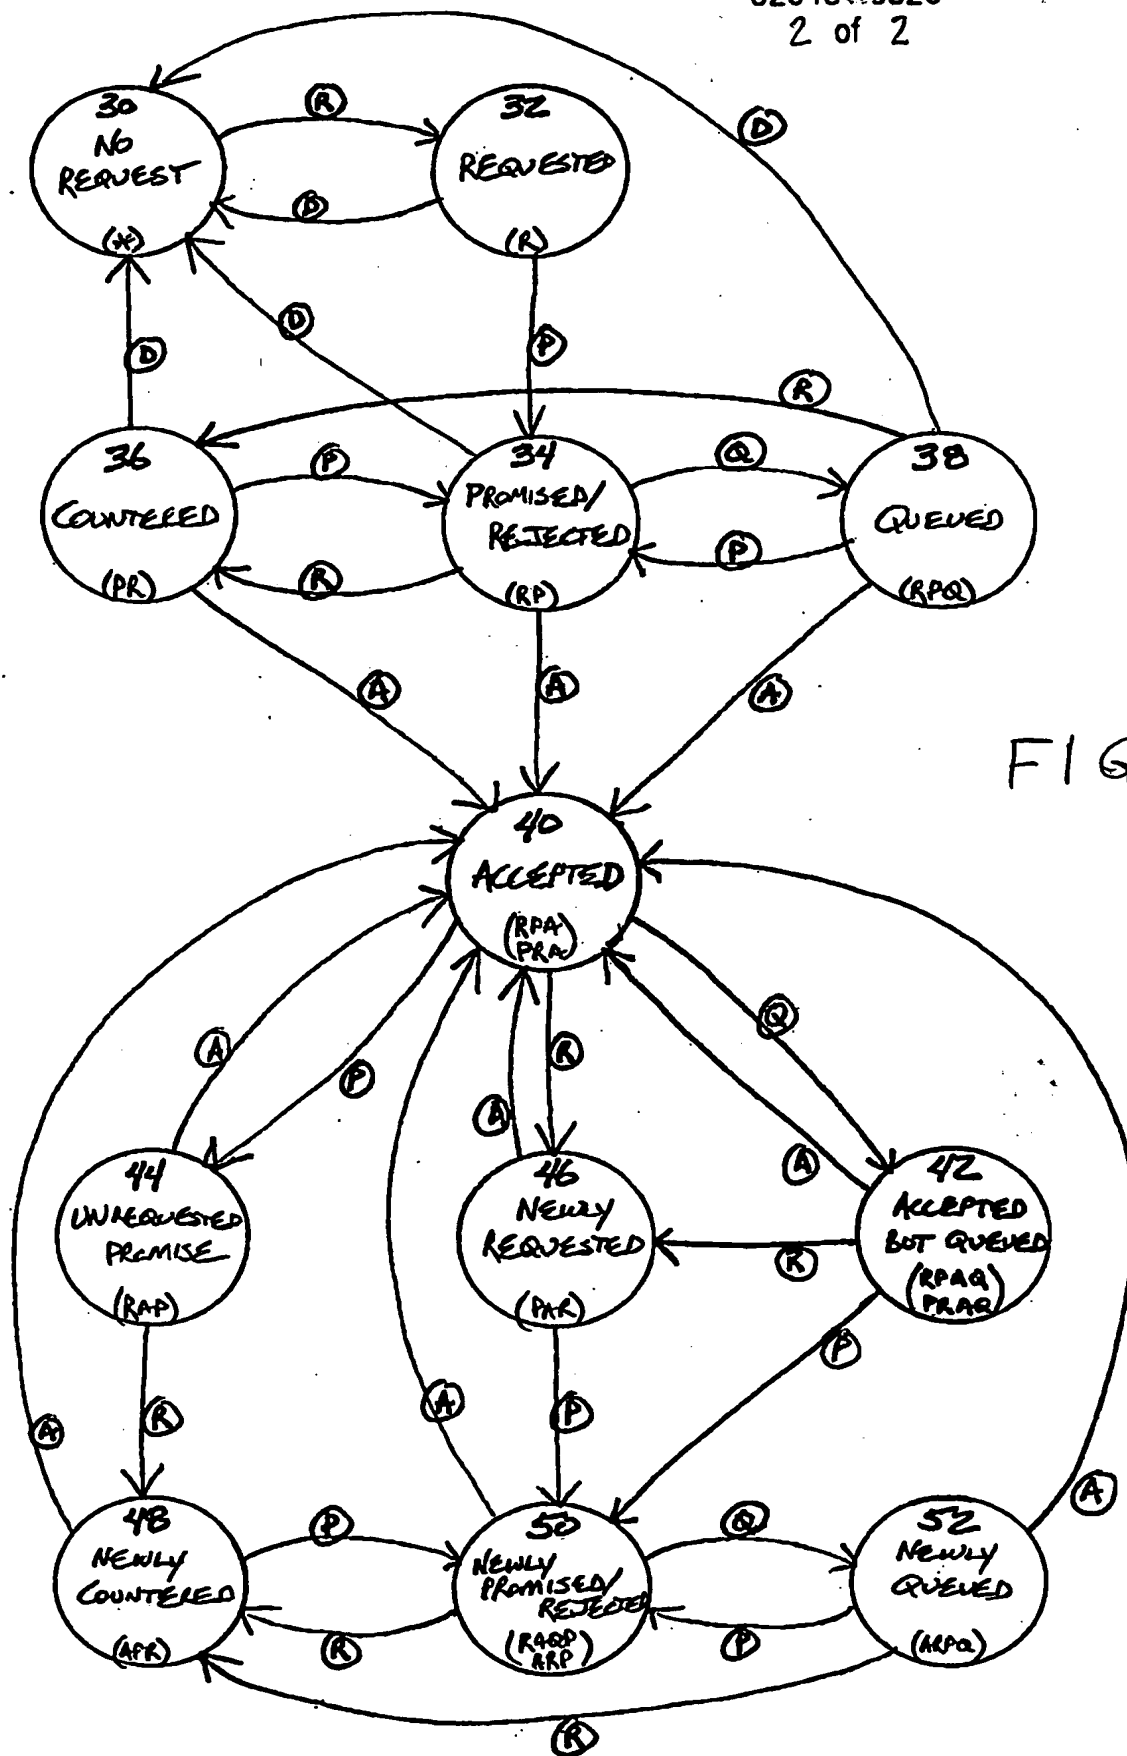 2 of 2
D
30
NO
REQUEST
(*)
R
D
32
REQUESTED
(R)
D
D
P
R
36
COUNTERED
(PR)
P
R
34
PROMISED/
REJECTED
(RP)
Q
P
38
QUEUED
(RPQ)
A
A
A
FIG
40
ACCEPTED
(RPA
PRA)
A
P
A
R
Q
A
44
UNREQUESTED
PROMISE
(RAP)
46
NEWLY
REQUESTED
(PAR)
R
42
ACCEPTED
BUT QUEUED
(RPAQ
PRAQ)
A
R
A
P
P
A
48
NEWLY
COUNTERED
(APR)
P
R
50
NEWLY
PROMISED/
REJECTED
(RAQP
ARP)
Q
P
52
NEWLY
QUEUED
(ARPQ)
R